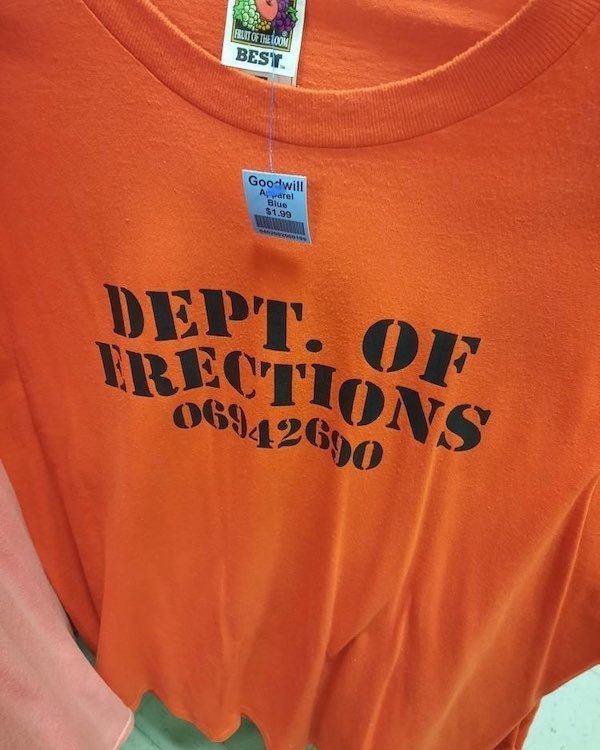 FRUIT OF THE LOOM
BEST
Goodwill
Apparel
Blue
$1.99
DEPT. OF
ERECTIONS
06942690